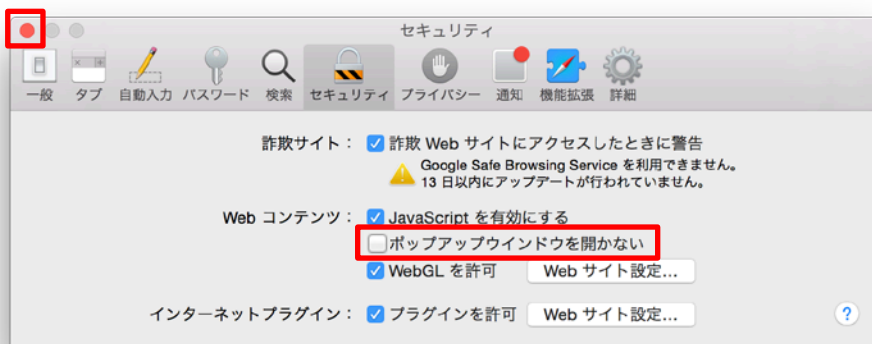 セキュリティ
一般 タブ 自動入力 パスワード 検索 セキュリティ プライバシー 通知 機能拡張 詳細
詐欺サイト： 詐欺 Web サイトにアクセスしたときに警告
Google Safe Browsing Service を利用できません。
13 日以内にアップデートが行われていません。
Web コンテンツ： JavaScript を有効にする
ポップアップウインドウを開かない
WebGL を許可 Web サイト設定...
インターネットプラグイン： プラグインを許可 Web サイト設定... ?